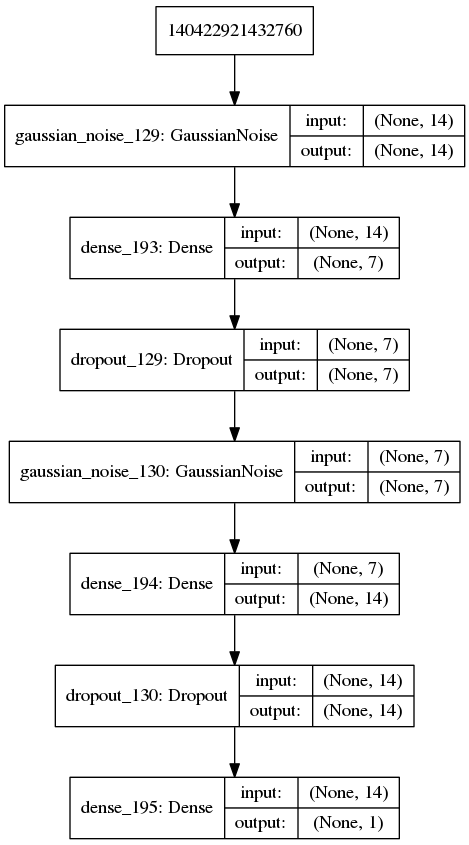 140422921432760
gaussian_noise_129: GaussianNoise
input: (None, 14)
output: (None, 14)
dense_193: Dense
input: (None, 14)
output: (None, 7)
dropout_129: Dropout
input: (None, 7)
output: (None, 7)
gaussian_noise_130: GaussianNoise
input: (None, 7)
output: (None, 7)
dense_194: Dense
input: (None, 7)
output: (None, 14)
dropout_130: Dropout
input: (None, 14)
output: (None, 14)
dense_195: Dense
input: (None, 14)
output: (None, 1)